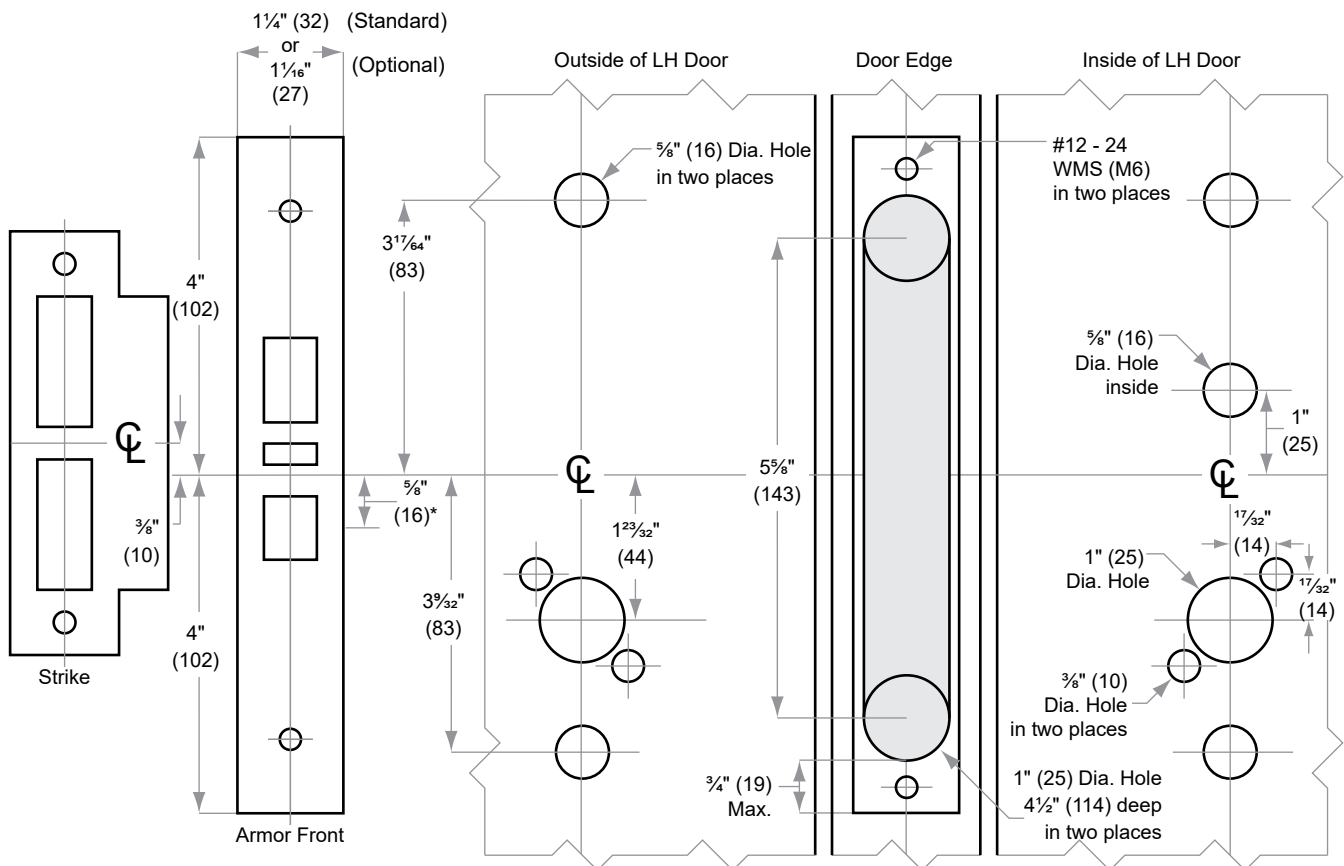 1¼" (32) (Standard)
or
1¹⁄₁₆" (Optional)
(27)
Outside of LH Door
Door Edge
Inside of LH Door
⅝" (16) Dia. Hole
in two places
#12 - 24
WMS (M6)
in two places
3¹⁷⁄₆₄"
(83)
4"
(102)
⅝" (16)
Dia. Hole
inside
1"
(25)
℄
℄
℄
5⅝"
(143)
⅝"
(16)*
⅜"
(10)
1²³⁄₃₂"
(44)
¹⁷⁄₃₂"
(14)
1" (25)
Dia. Hole
¹⁷⁄₃₂"
(14)
3⁹⁄₃₂"
(83)
4"
(102)
Strike
⅜" (10)
Dia. Hole
in two places
¾" (19)
Max.
1" (25) Dia. Hole
4½" (114) deep
in two places
Armor Front